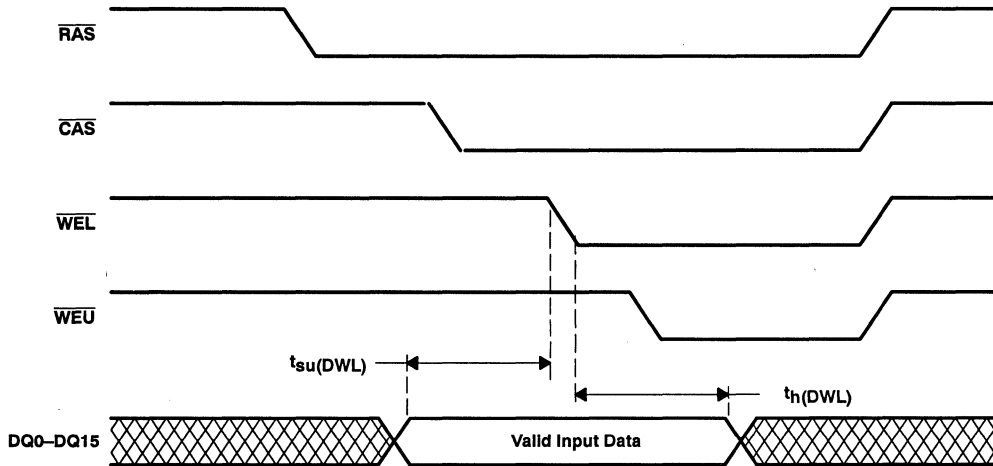 RAS
CAS
WEL
WEU
tsu(DWL)
th(DWL)
DQ0–DQ15 Valid Input Data